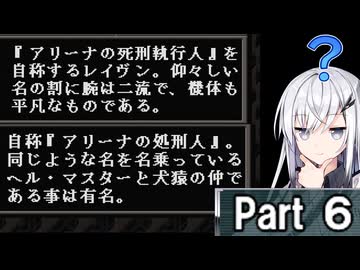 『アリーナの死刑執行人』を
自称するレイヴン。仰々しい
名の割に腕は二流で、機体も
平凡なものである。
自称『アリーナの処刑人』。
同じような名を名乗っている
ヘル・マスターと犬猿の仲で
ある事は有名。
?
Part 6